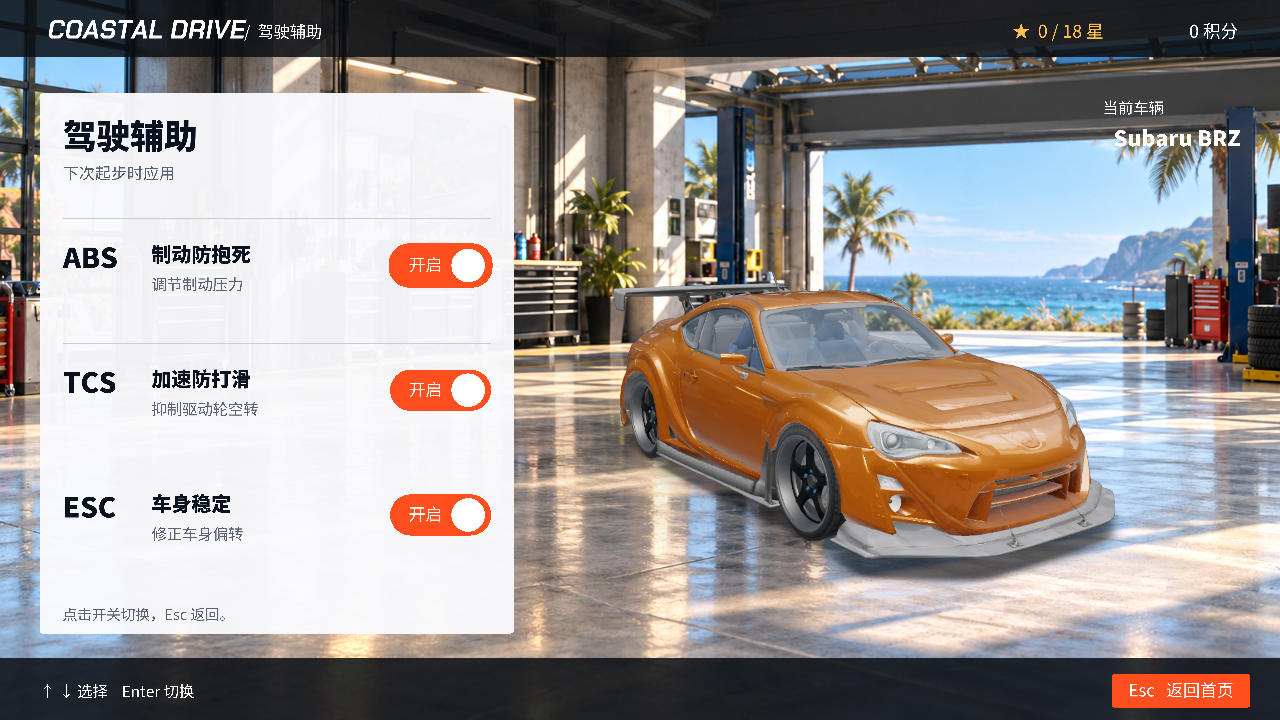 COASTAL DRIVE / 驾驶辅助
★ 0 / 18 星
0 积分
驾驶辅助
下次起步时应用
ABS
制动防抱死
调节制动压力
开启
TCS
加速防打滑
抑制驱动轮空转
开启
ESC
车身稳定
修正车身偏转
开启
点击开关切换，Esc 返回。
当前车辆
Subaru BRZ
↑ ↓ 选择 Enter 切换
Esc 返回首页